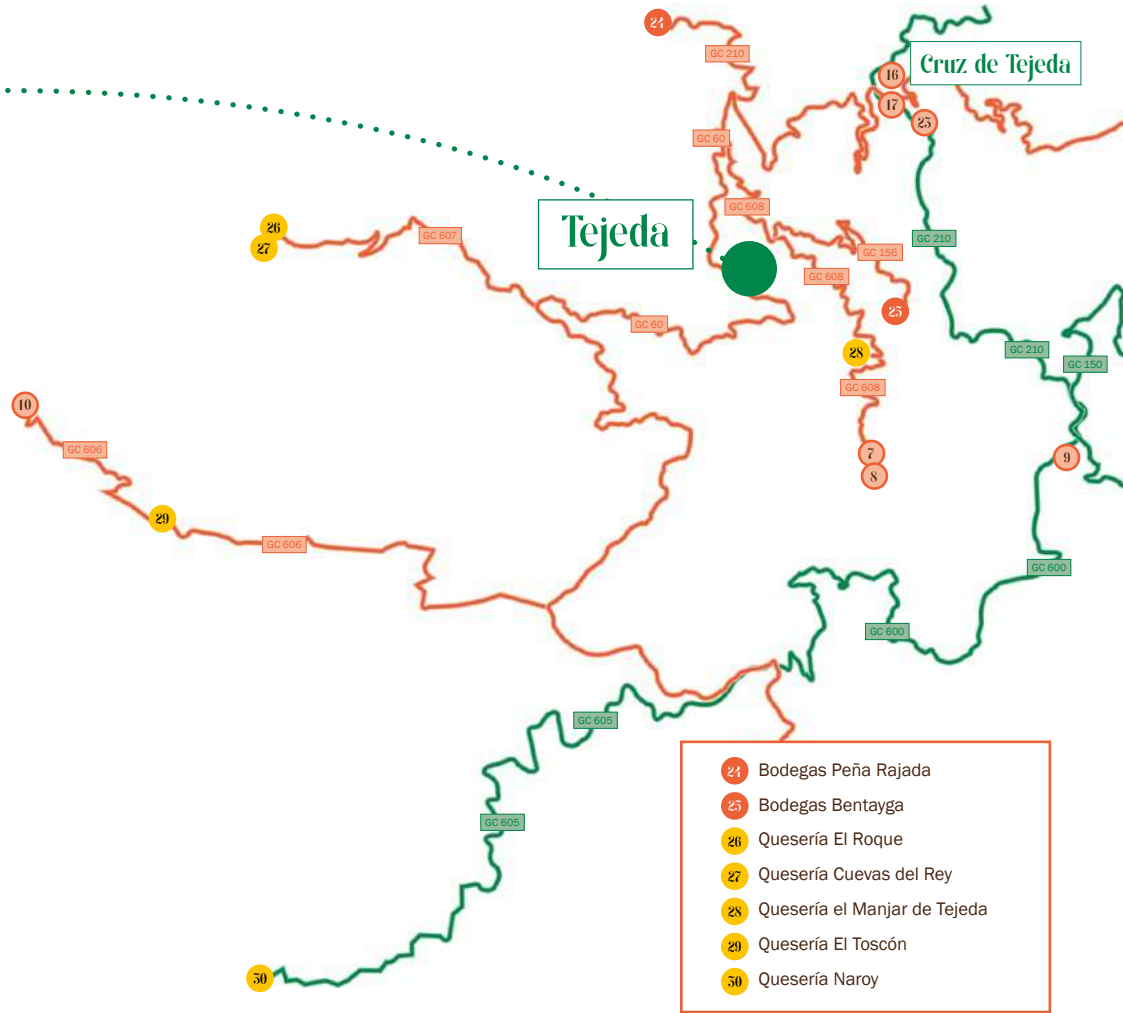 24
GC 210
16
Cruz de Tejeda
17
23
GC 60
GC 608
Tejeda
26
27
GC 607
GC 210
GC 156
GC 608
25
GC 60
28
GC 210
GC 150
GC 608
10
GC 606
7
9
8
29
GC 606
GC 600
GC 600
GC 605
GC 605
30
24 Bodegas Peña Rajada
25 Bodegas Bentayga
26 Quesería El Roque
27 Quesería Cuevas del Rey
28 Quesería el Manjar de Tejeda
29 Quesería El Toscón
30 Quesería Naroy